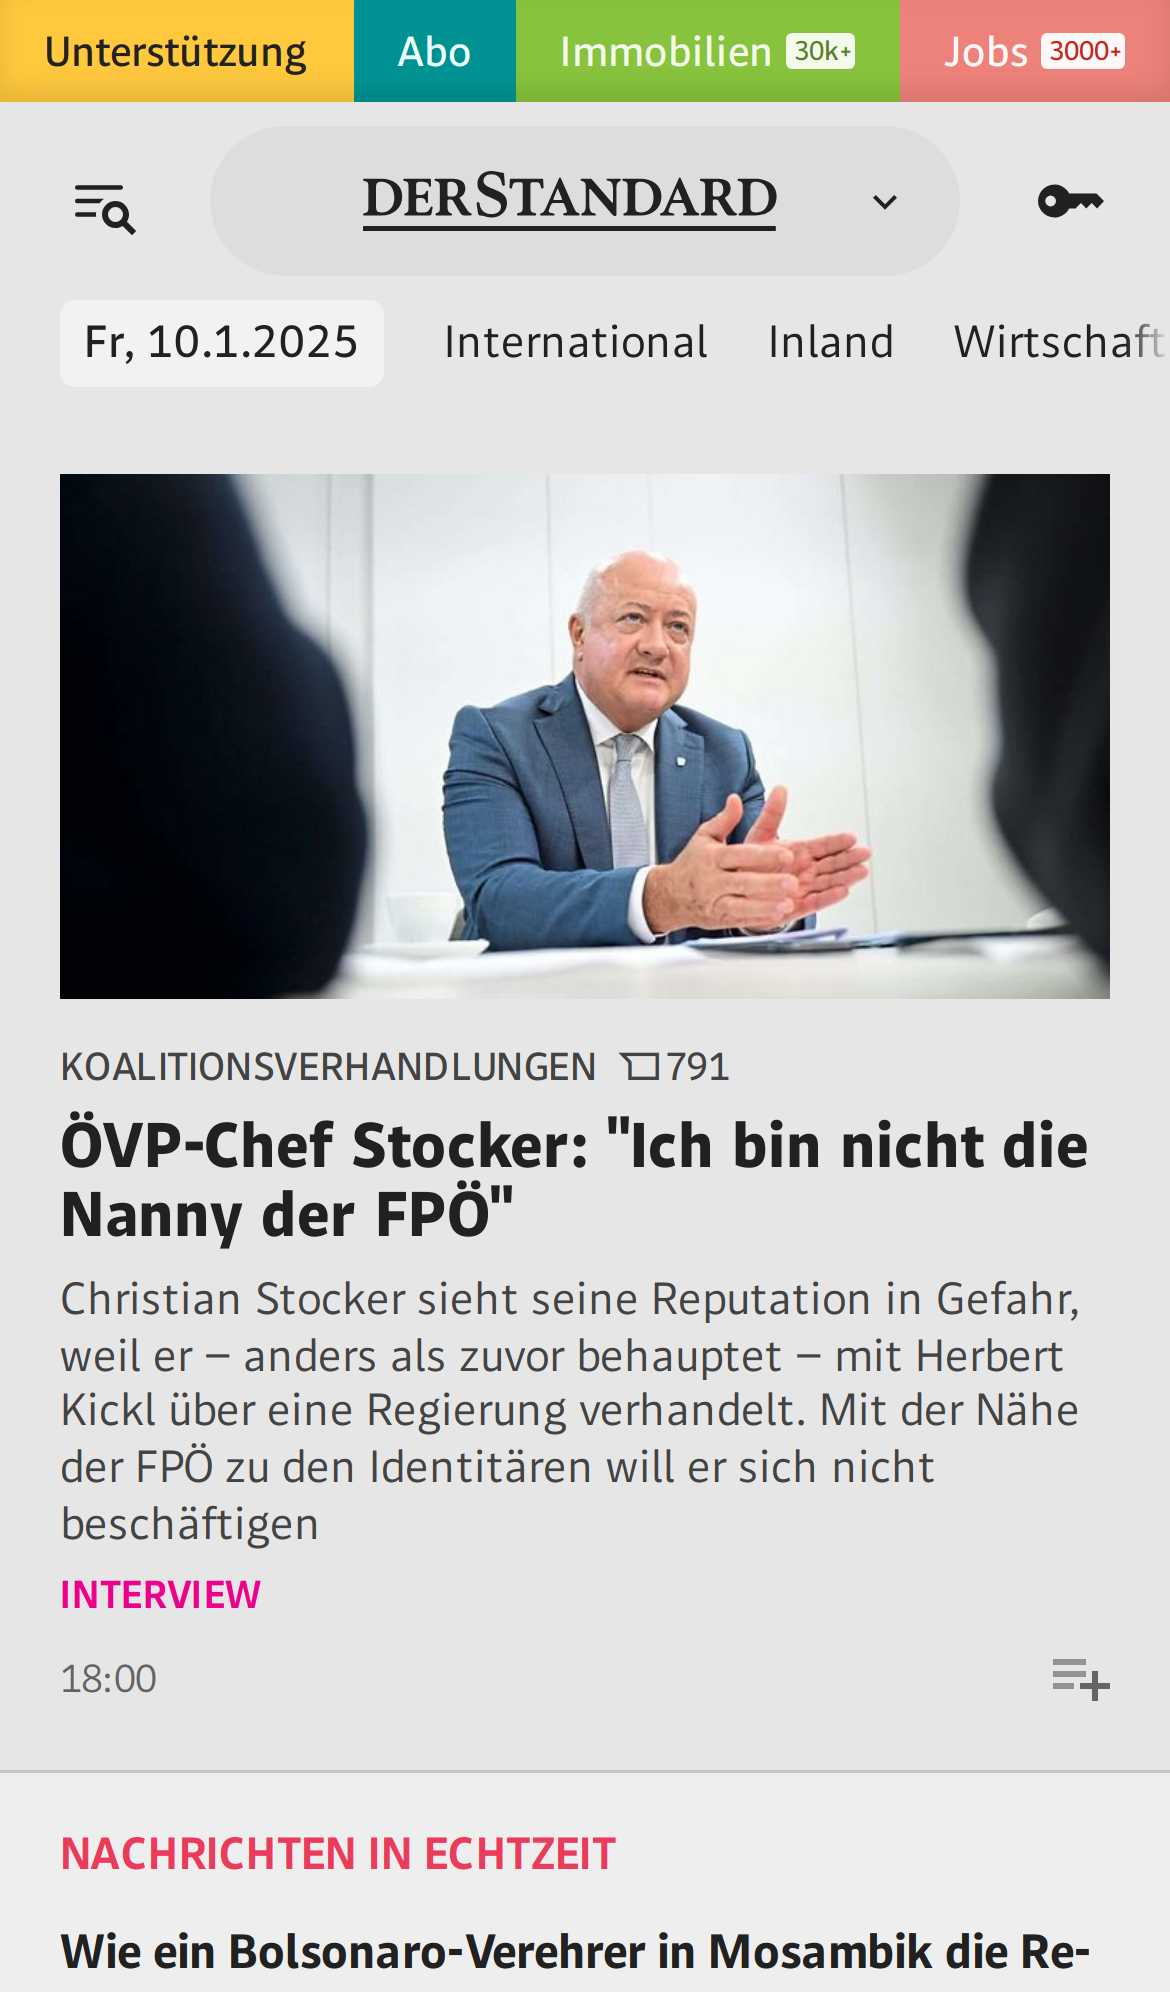 Unterstützung Abo Immobilien 30k+ Jobs 3000+
DERSTANDARD
Fr, 10.1.2025 International Inland Wirtschaft
KOALITIONSVERHANDLUNGEN 791
ÖVP-Chef Stocker: "Ich bin nicht die
Nanny der FPÖ"
Christian Stocker sieht seine Reputation in Gefahr,
weil er – anders als zuvor behauptet – mit Herbert
Kickl über eine Regierung verhandelt. Mit der Nähe
der FPÖ zu den Identitären will er sich nicht
beschäftigen
INTERVIEW
18:00
NACHRICHTEN IN ECHTZEIT
Wie ein Bolsonaro-Verehrer in Mosambik die Re-